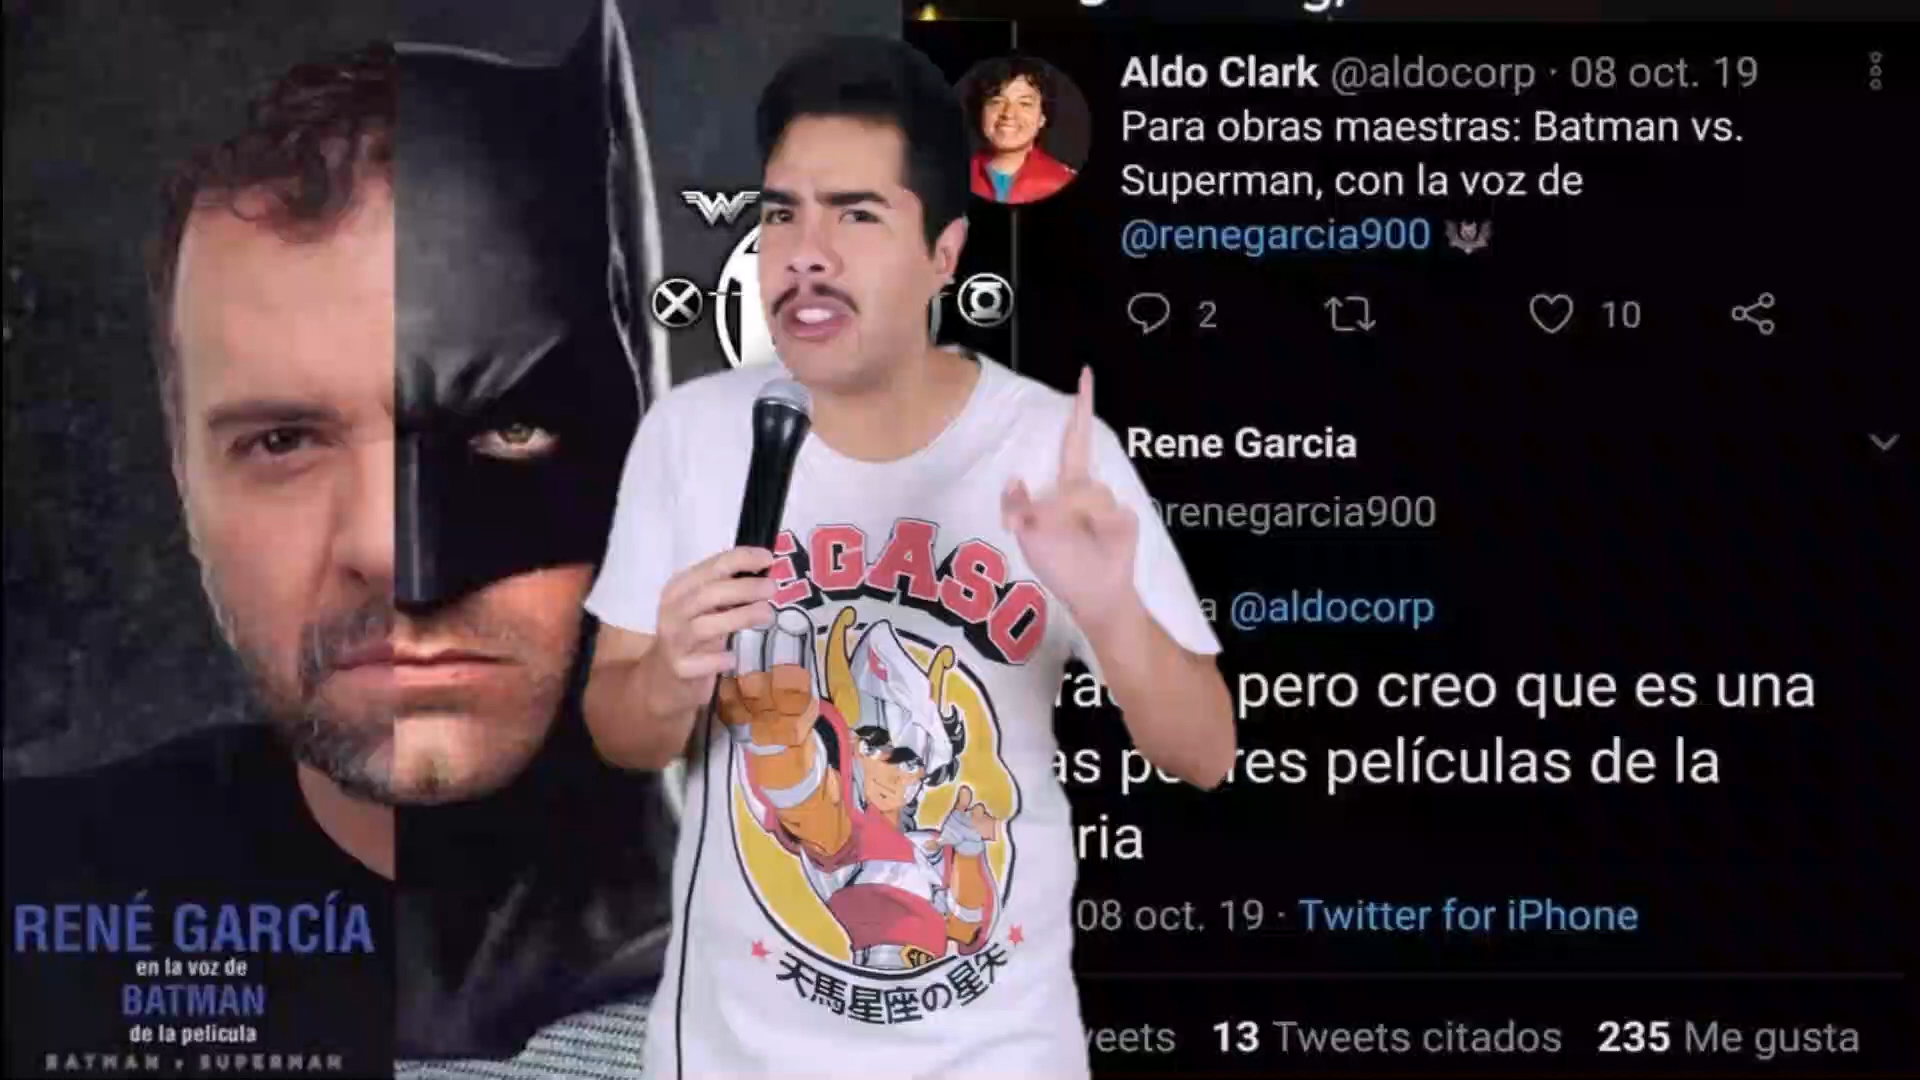 RENÉ GARCÍA
en la voz de
BATMAN
de la película
BATMAN v SUPERMAN
EGASO
天馬星座の星矢
Aldo Clark @aldocorp · 08 oct. 19
Para obras maestras: Batman vs.
Superman, con la voz de
@renegarcia900
2 10
Rene Garcia
renegarcia900
a @aldocorp
pero creo que es una
as res películas de la
ria
08 oct. 19 · Twitter for iPhone
weets 13 Tweets citados 235 Me gusta